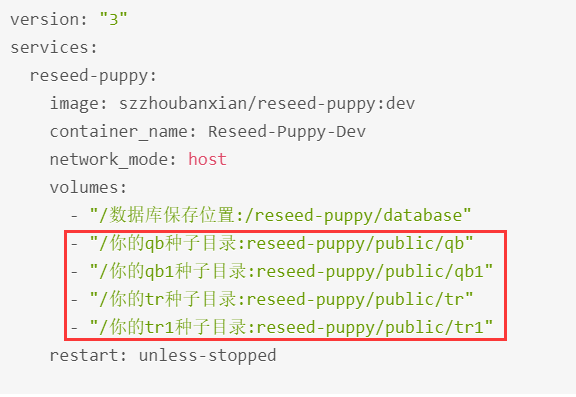 version: "3"
services:
  reseed-puppy:
    image: szzhoubanxian/reseed-puppy:dev
    container_name: Reseed-Puppy-Dev
    network_mode: host
    volumes:
      - "/数据库保存位置:/reseed-puppy/database"
      - "/你的qb种子目录:reseed-puppy/public/qb"
      - "/你的qb1种子目录:reseed-puppy/public/qb1"
      - "/你的tr种子目录:reseed-puppy/public/tr"
      - "/你的tr1种子目录:reseed-puppy/public/tr1"
    restart: unless-stopped